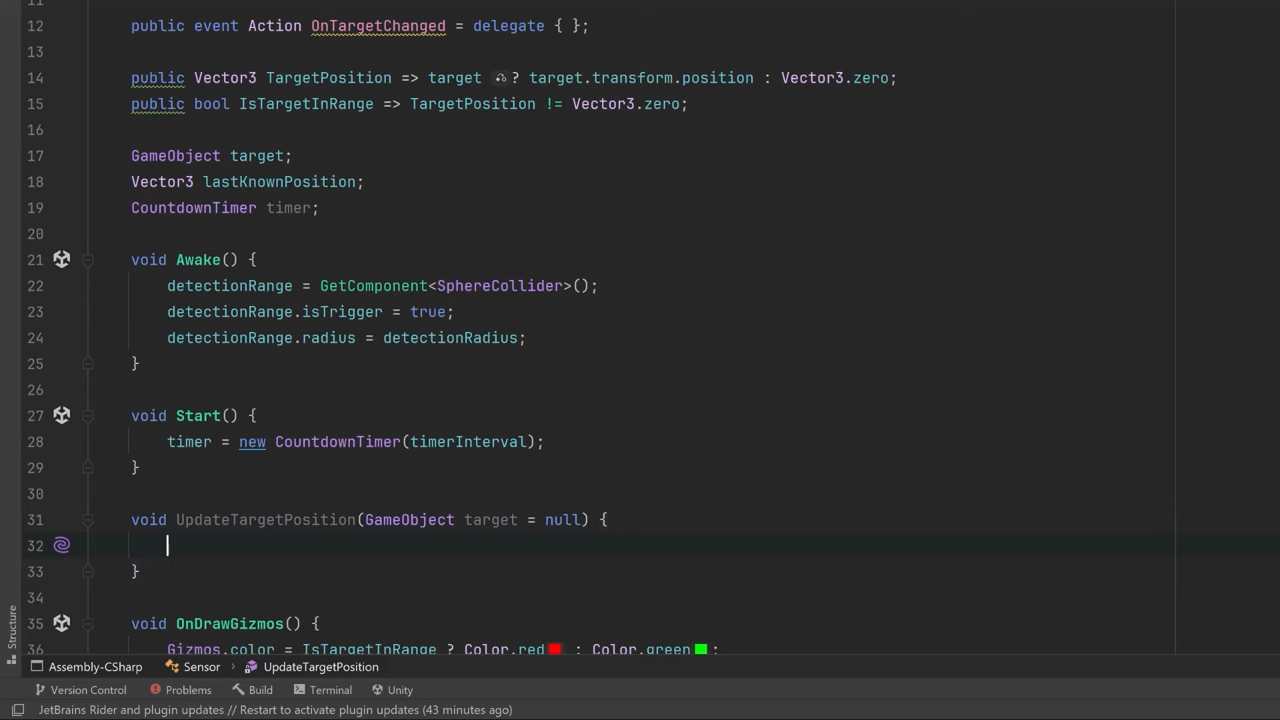 11
12 public event Action OnTargetChanged = delegate { };
13
14 public Vector3 TargetPosition => target ? target.transform.position : Vector3.zero;
15 public bool IsTargetInRange => TargetPosition != Vector3.zero;
16
17 GameObject target;
18 Vector3 lastKnownPosition;
19 CountdownTimer timer;
20
21 void Awake() {
22 detectionRange = GetComponent<SphereCollider>();
23 detectionRange.isTrigger = true;
24 detectionRange.radius = detectionRadius;
25 }
26
27 void Start() {
28 timer = new CountdownTimer(timerInterval);
29 }
30
31 void UpdateTargetPosition(GameObject target = null) {
32
33 }
34
35 void OnDrawGizmos() {
36 Gizmos.color = IsTargetInRange ? Color.red : Color.green;
Structure
Assembly-CSharp Sensor > UpdateTargetPosition
Version Control Problems Build Terminal Unity
JetBrains Rider and plugin updates // Restart to activate plugin updates (43 minutes ago)